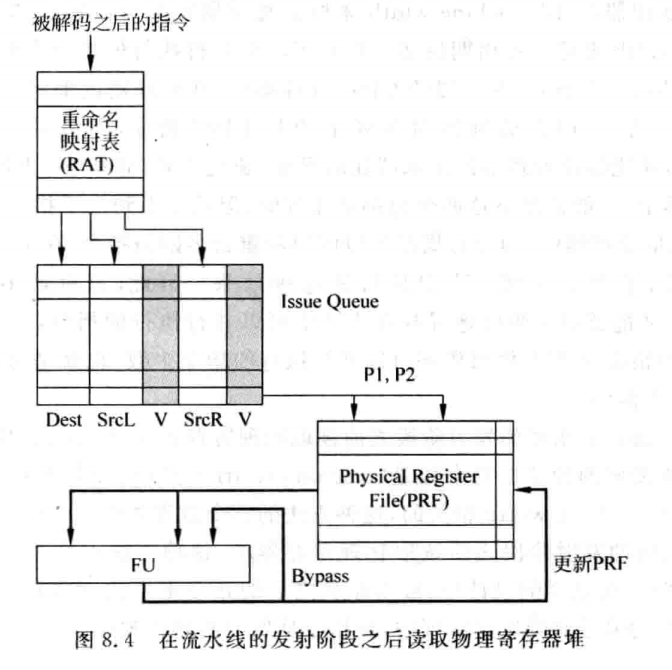 被解码之后的指令
重命名
映射表
(RAT)
Issue Queue
P1, P2
Dest SrcL V SrcR V
Physical Register
File(PRF)
FU
Bypass
更新PRF
图 8.4 在流水线的发射阶段之后读取物理寄存器堆